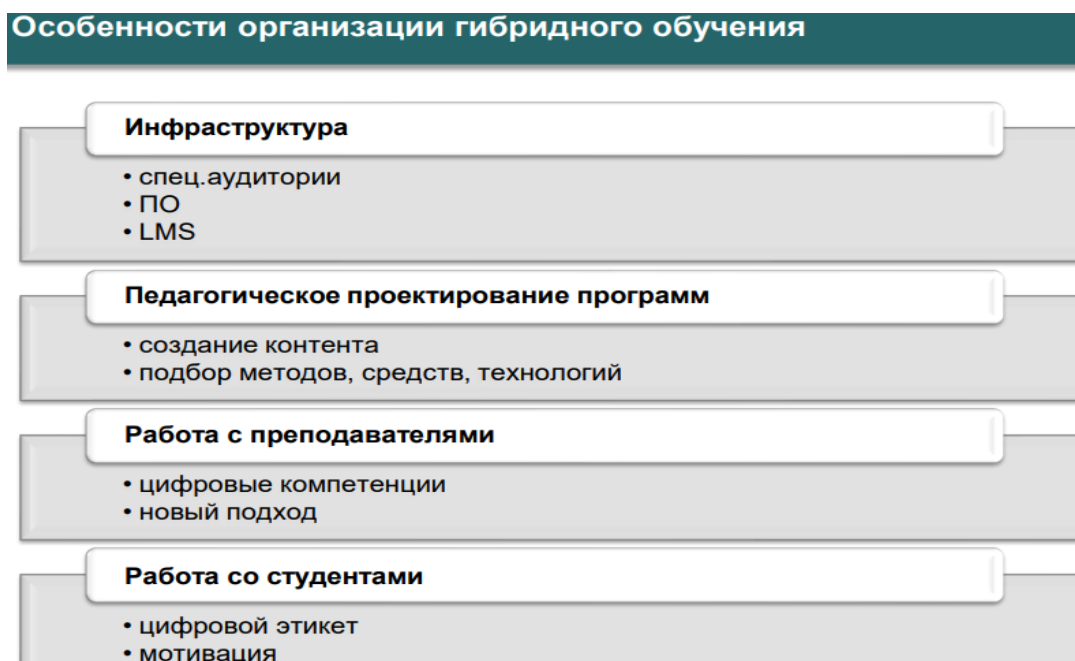 Особенности организации гибридного обучения
Инфраструктура
• спец.аудитории
• ПО
• LMS
Педагогическое проектирование программ
• создание контента
• подбор методов, средств, технологий
Работа с преподавателями
• цифровые компетенции
• новый подход
Работа со студентами
• цифровой этикет
• мотивация